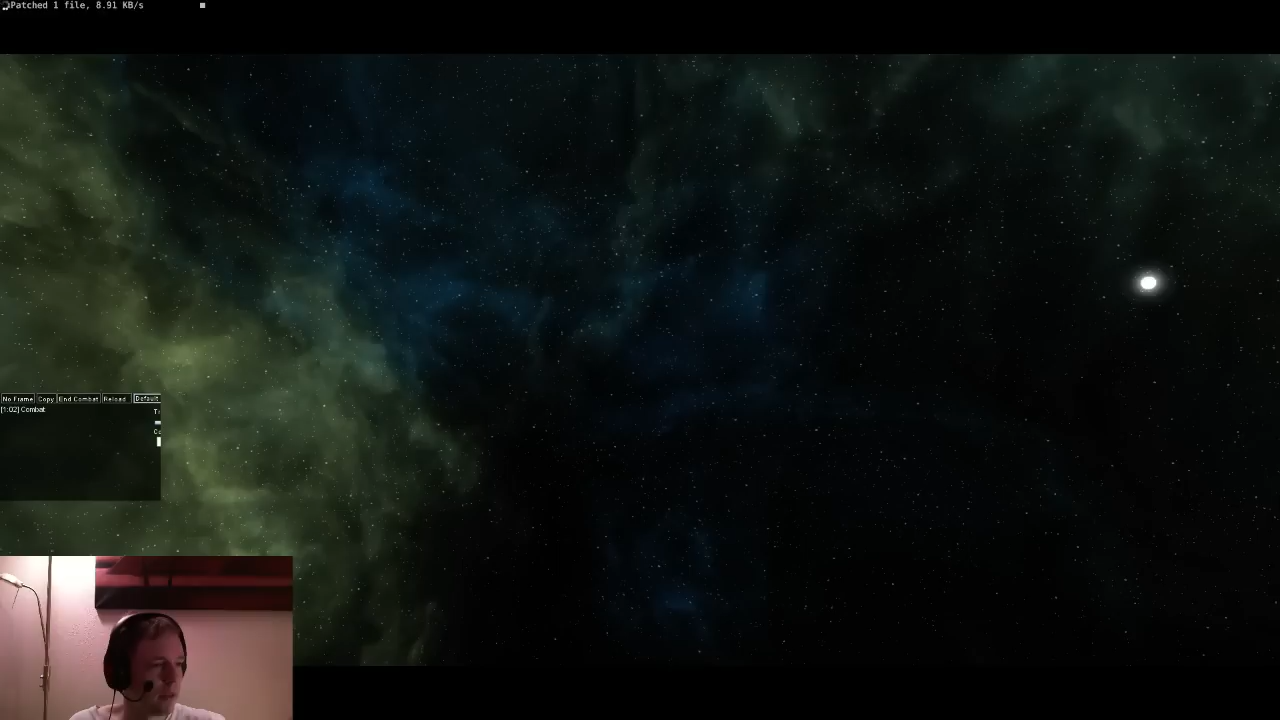 Patched 1 file, 8.91 KB/s
No Frame Copy End Combat Reload Default
[1:02] Combat